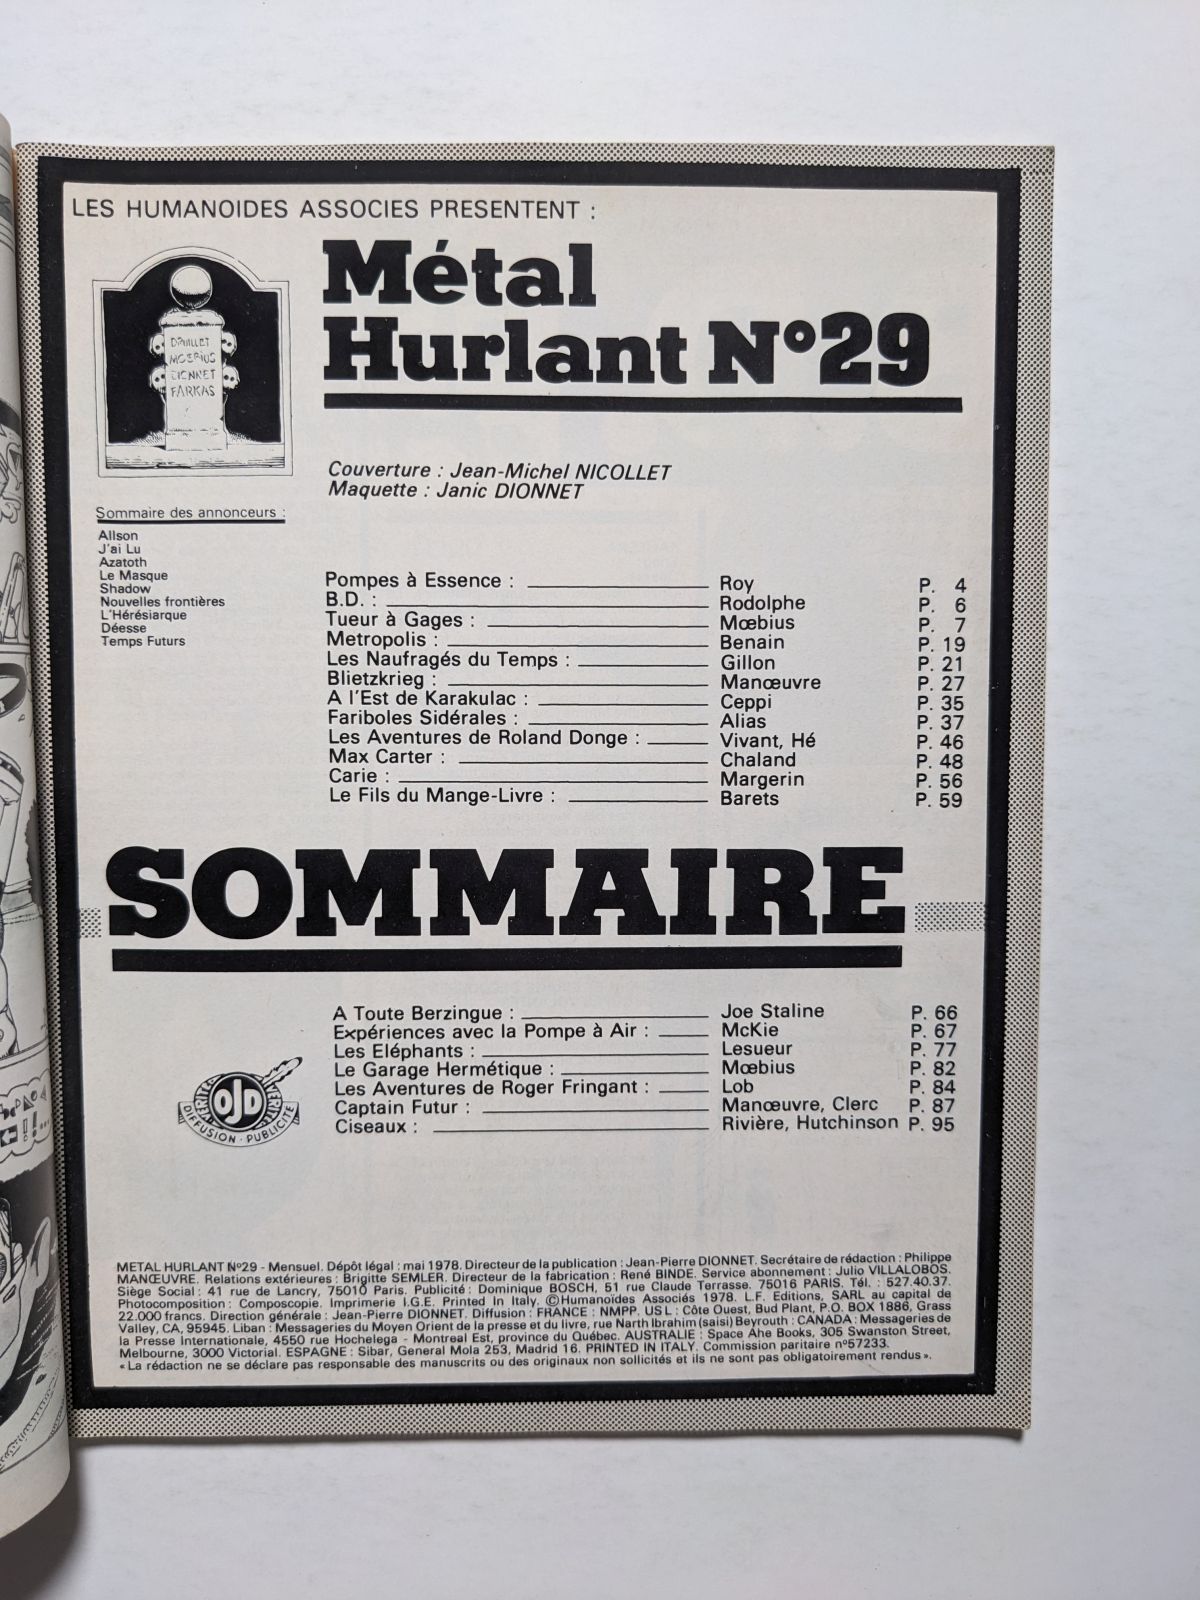 LES HUMANOIDES ASSOCIES PRESENTENT :
Métal
Hurlant Nº29
DRUILLET
MOEBIUS
DIONNET
FARKAS
Couverture : Jean-Michel NICOLLET
Maquette : Janic DIONNET
Sommaire des annonceurs :
Allson
J'ai Lu
Azatoth
Le Masque
Shadow
Nouvelles frontières
L'Hérésiarque
Déesse
Temps Futurs
Pompes à Essence : Roy P. 4
B.D. : Rodolphe P. 6
Tueur à Gages : Mœbius P. 7
Metropolis : Benain P. 19
Les Naufragés du Temps : Gillon P. 21
Blietzkrieg : Manœuvre P. 27
A l'Est de Karakulac : Ceppi P. 35
Fariboles Sidérales : Alias P. 37
Les Aventures de Roland Donge : Vivant, Hé P. 46
Max Carter : Chaland P. 48
Carie : Margerin P. 56
Le Fils du Mange-Livre : Barets P. 59
SOMMAIRE
A Toute Berzingue : Joe Staline P. 66
Expériences avec la Pompe à Air : McKie P. 67
Les Eléphants : Lesueur P. 77
Le Garage Hermétique : Mœbius P. 82
Les Aventures de Roger Fringant : Lob P. 84
Captain Futur : Manœuvre, Clerc P. 87
Ciseaux : Rivière, Hutchinson P. 95
OJD
DIFFUSION · PUBLICITE
METAL HURLANT Nº29 - Mensuel. Dépôt légal : mai 1978. Directeur de la publication : Jean-Pierre DIONNET. Secrétaire de rédaction : Philippe
MANŒUVRE. Relations extérieures : Brigitte SEMLER. Directeur de la fabrication : René BINDE. Service abonnement : Julio VILLALOBOS.
Siège Social : 41 rue de Lancry, 75010 Paris. Publicité : Dominique BOSCH, 51 rue Claude Terrasse. 75016 PARIS. Tél. : 527.40.37.
Photocomposition : Composcopie. Imprimerie I.G.E. Printed In Italy. ©Humanoïdes Associés 1978. L.F. Editions, SARL au capital de
22.000 francs. Direction générale : Jean-Pierre DIONNET. Diffusion : FRANCE : NMPP. US L : Côte Ouest, Bud Plant, P.O. BOX 1886, Grass
Valley, CA, 95945. Liban : Messageries du Moyen Orient de la presse et du livre, rue Narth Ibrahim (saisi) Beyrouth : CANADA : Messageries de
la Presse Internationale, 4550 rue Hochelega - Montreal Est, province du Québec. AUSTRALIE : Space Ahe Books, 305 Swanston Street,
Melbourne, 3000 Victorial. ESPAGNE : Sibar, General Mola 253, Madrid 16. PRINTED IN ITALY. Commission paritaire nº57233.
« La rédaction ne se déclare pas responsable des manuscrits ou des originaux non sollicités et ils ne sont pas obligatoirement rendus ».